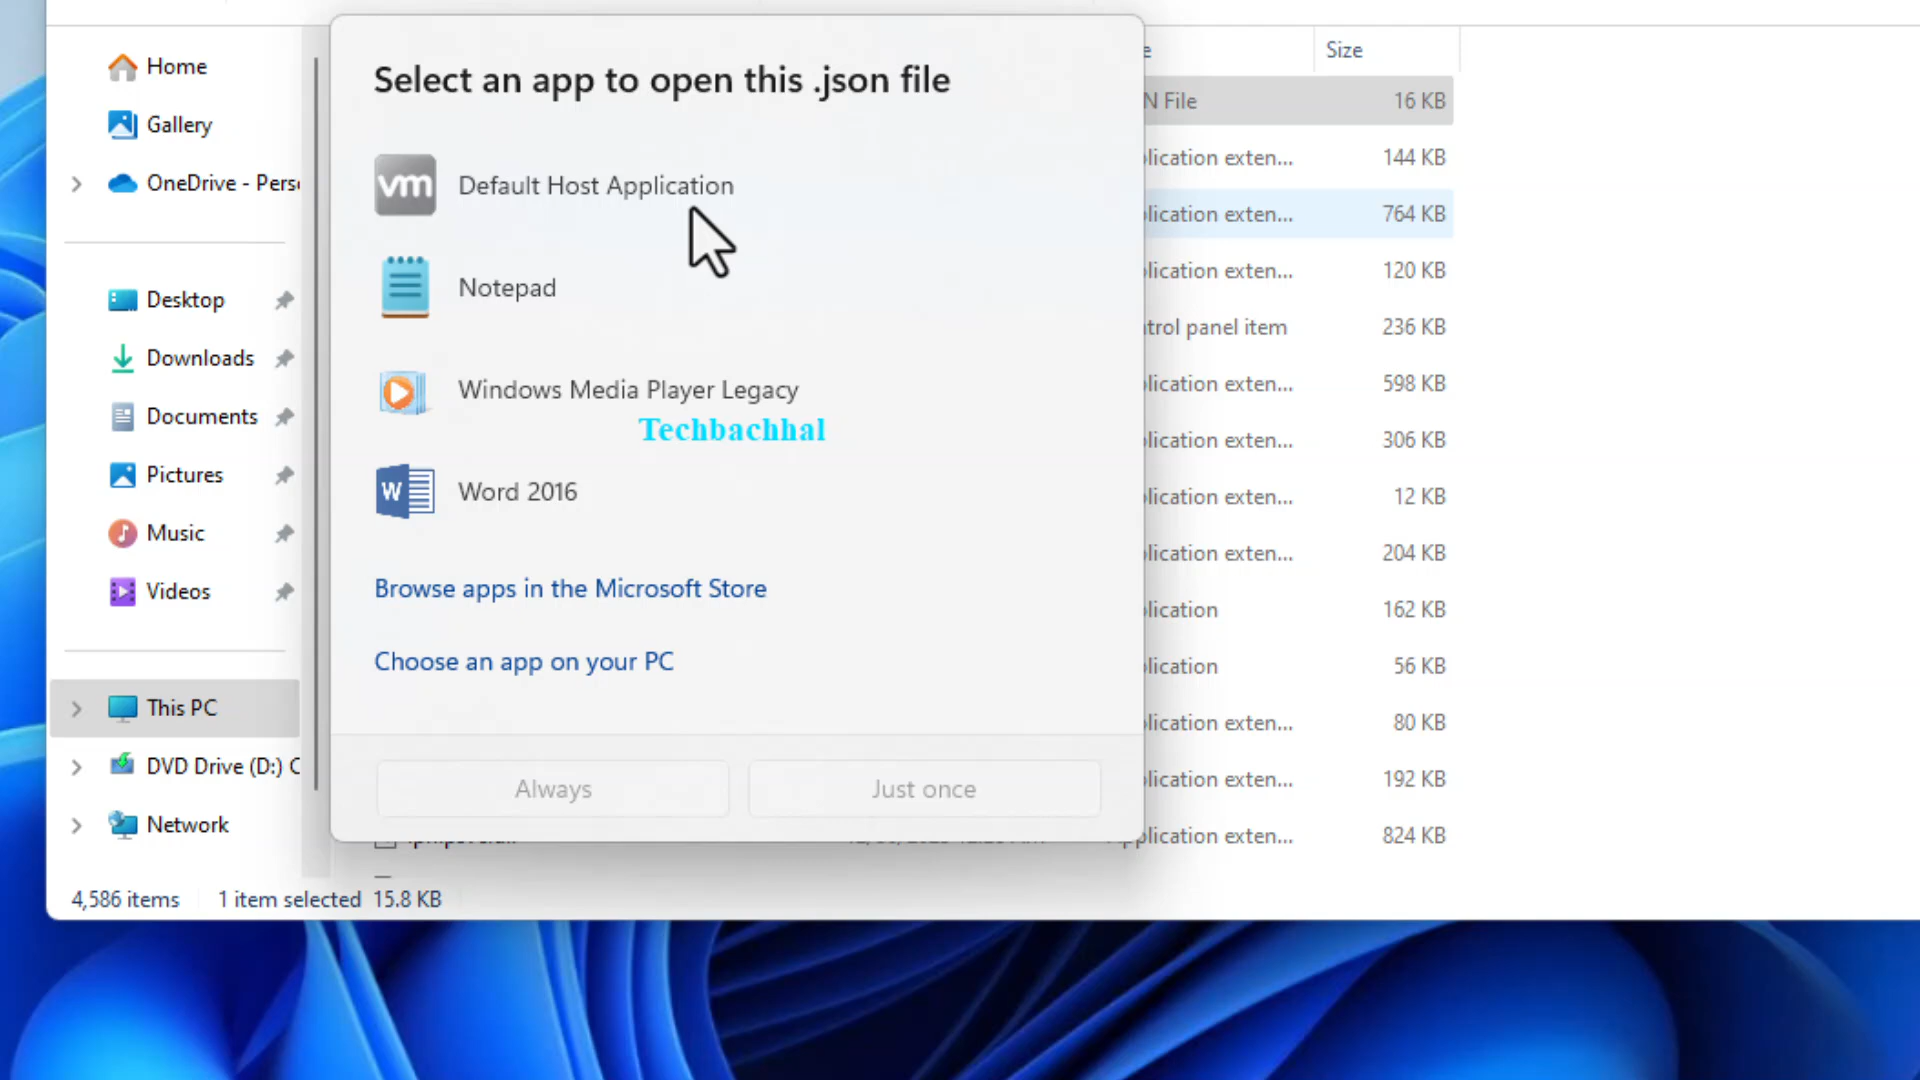 Home
Gallery
OneDrive - Pers
Desktop
Downloads
Documents
Pictures
Music
Videos
This PC
DVD Drive (D:) C
Network
4,586 items 1 item selected 15.8 KB
Select an app to open this .json file
vm Default Host Application
Notepad
Windows Media Player Legacy
Techbachhal
W Word 2016
Browse apps in the Microsoft Store
Choose an app on your PC
Always Just once
e Size
N File 16 KB
lication exten... 144 KB
lication exten... 764 KB
lication exten... 120 KB
trol panel item 236 KB
lication exten... 598 KB
lication exten... 306 KB
lication exten... 12 KB
lication exten... 204 KB
lication 162 KB
lication 56 KB
lication exten... 80 KB
lication exten... 192 KB
plication exten... 824 KB